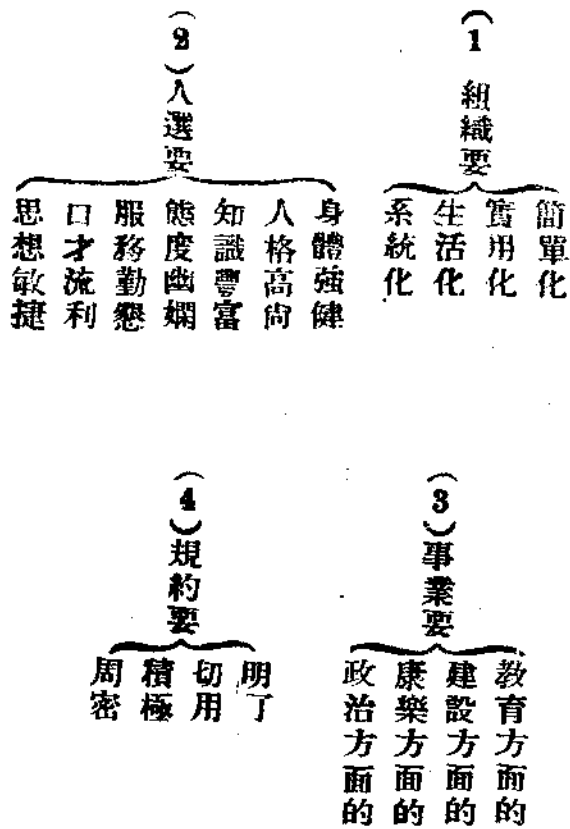 (1) 組織要
簡單化
實用化
生活化
系統化
(2) 人選要
身體強健
人格高尙
知識豐富
態度幽嫻
服務勤懇
口才流利
思想敏捷
(3) 事業要
教育方面的
建設方面的
康樂方面的
政治方面的
(4) 規約要
明了
切用
積極
周密